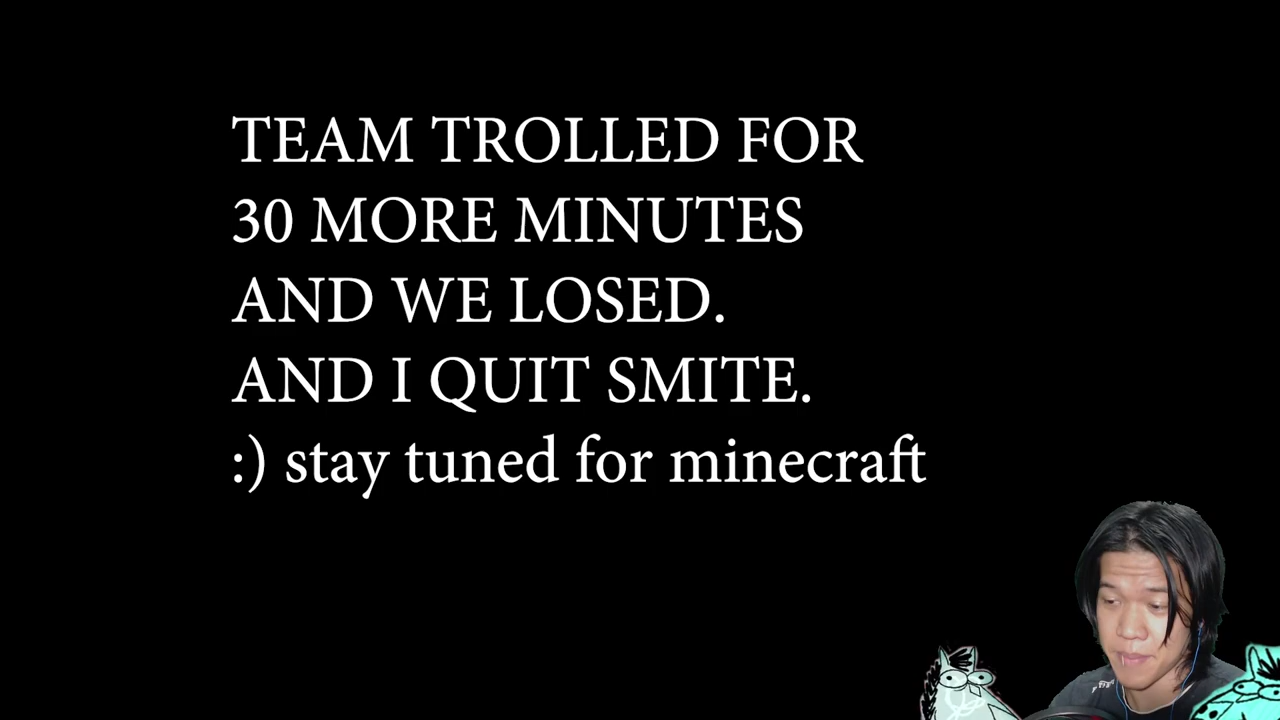 TEAM TROLLED FOR
30 MORE MINUTES
AND WE LOSED.
AND I QUIT SMITE.
:) stay tuned for minecraft